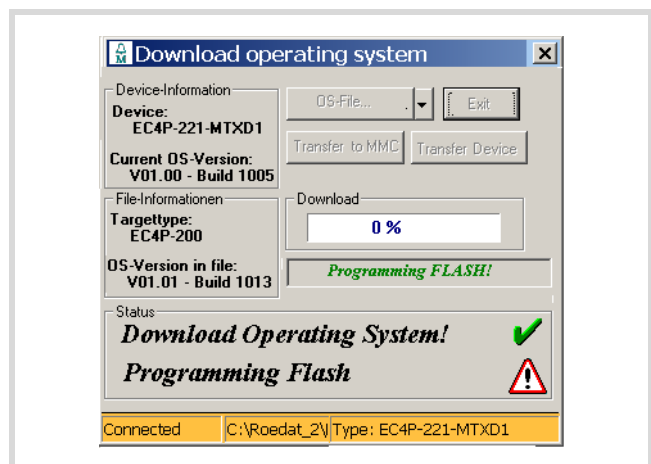 Download operating system
Device-Information
Device:
EC4P-221-MTXD1
Current OS-Version:
V01.00 - Build 1005
OS-File...
Exit
Transfer to MMC
Transfer Device
File-Informationen
Targettype:
EC4P-200
OS-Version in file:
V01.01 - Build 1013
Download
0 %
Programming FLASH!
Status
Download Operating System!
Programming Flash
Connected
C:\Roedat_2\
Type: EC4P-221-MTXD1